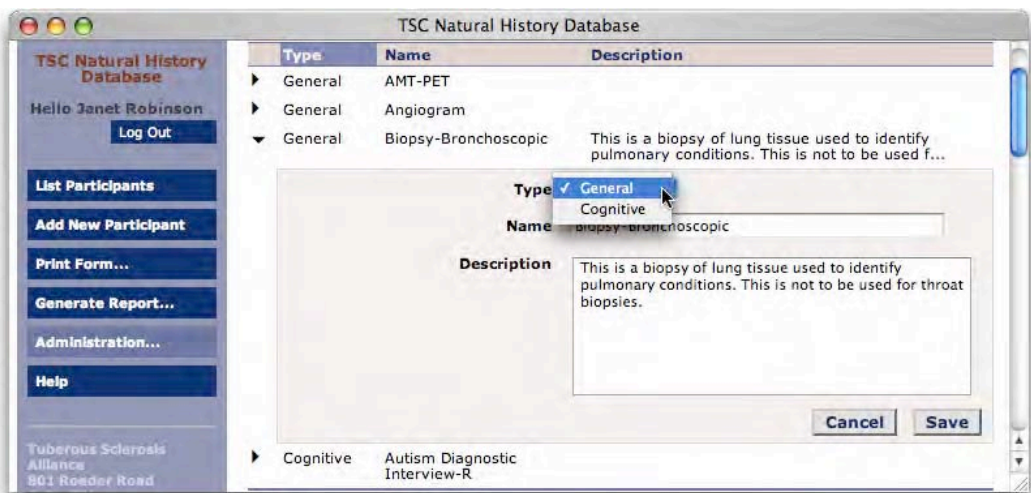 TSC Natural History Database
TSC Natural History
Database
Hello Janet Robinson
Log Out
List Participants
Add New Participant
Print Form...
Generate Report...
Administration...
Help
Tuberous Sclerosis
Alliance
801 Roeder Road
Type Name Description
General AMT-PET
General Angiogram
General Biopsy-Bronchoscopic This is a biopsy of lung tissue used to identify
pulmonary conditions. This is not to be used f...
Type ✓ General
Cognitive
Name Biopsy-Bronchoscopic
Description This is a biopsy of lung tissue used to identify
pulmonary conditions. This is not to be used for throat
biopsies.
Cancel Save
Cognitive Autism Diagnostic
Interview-R